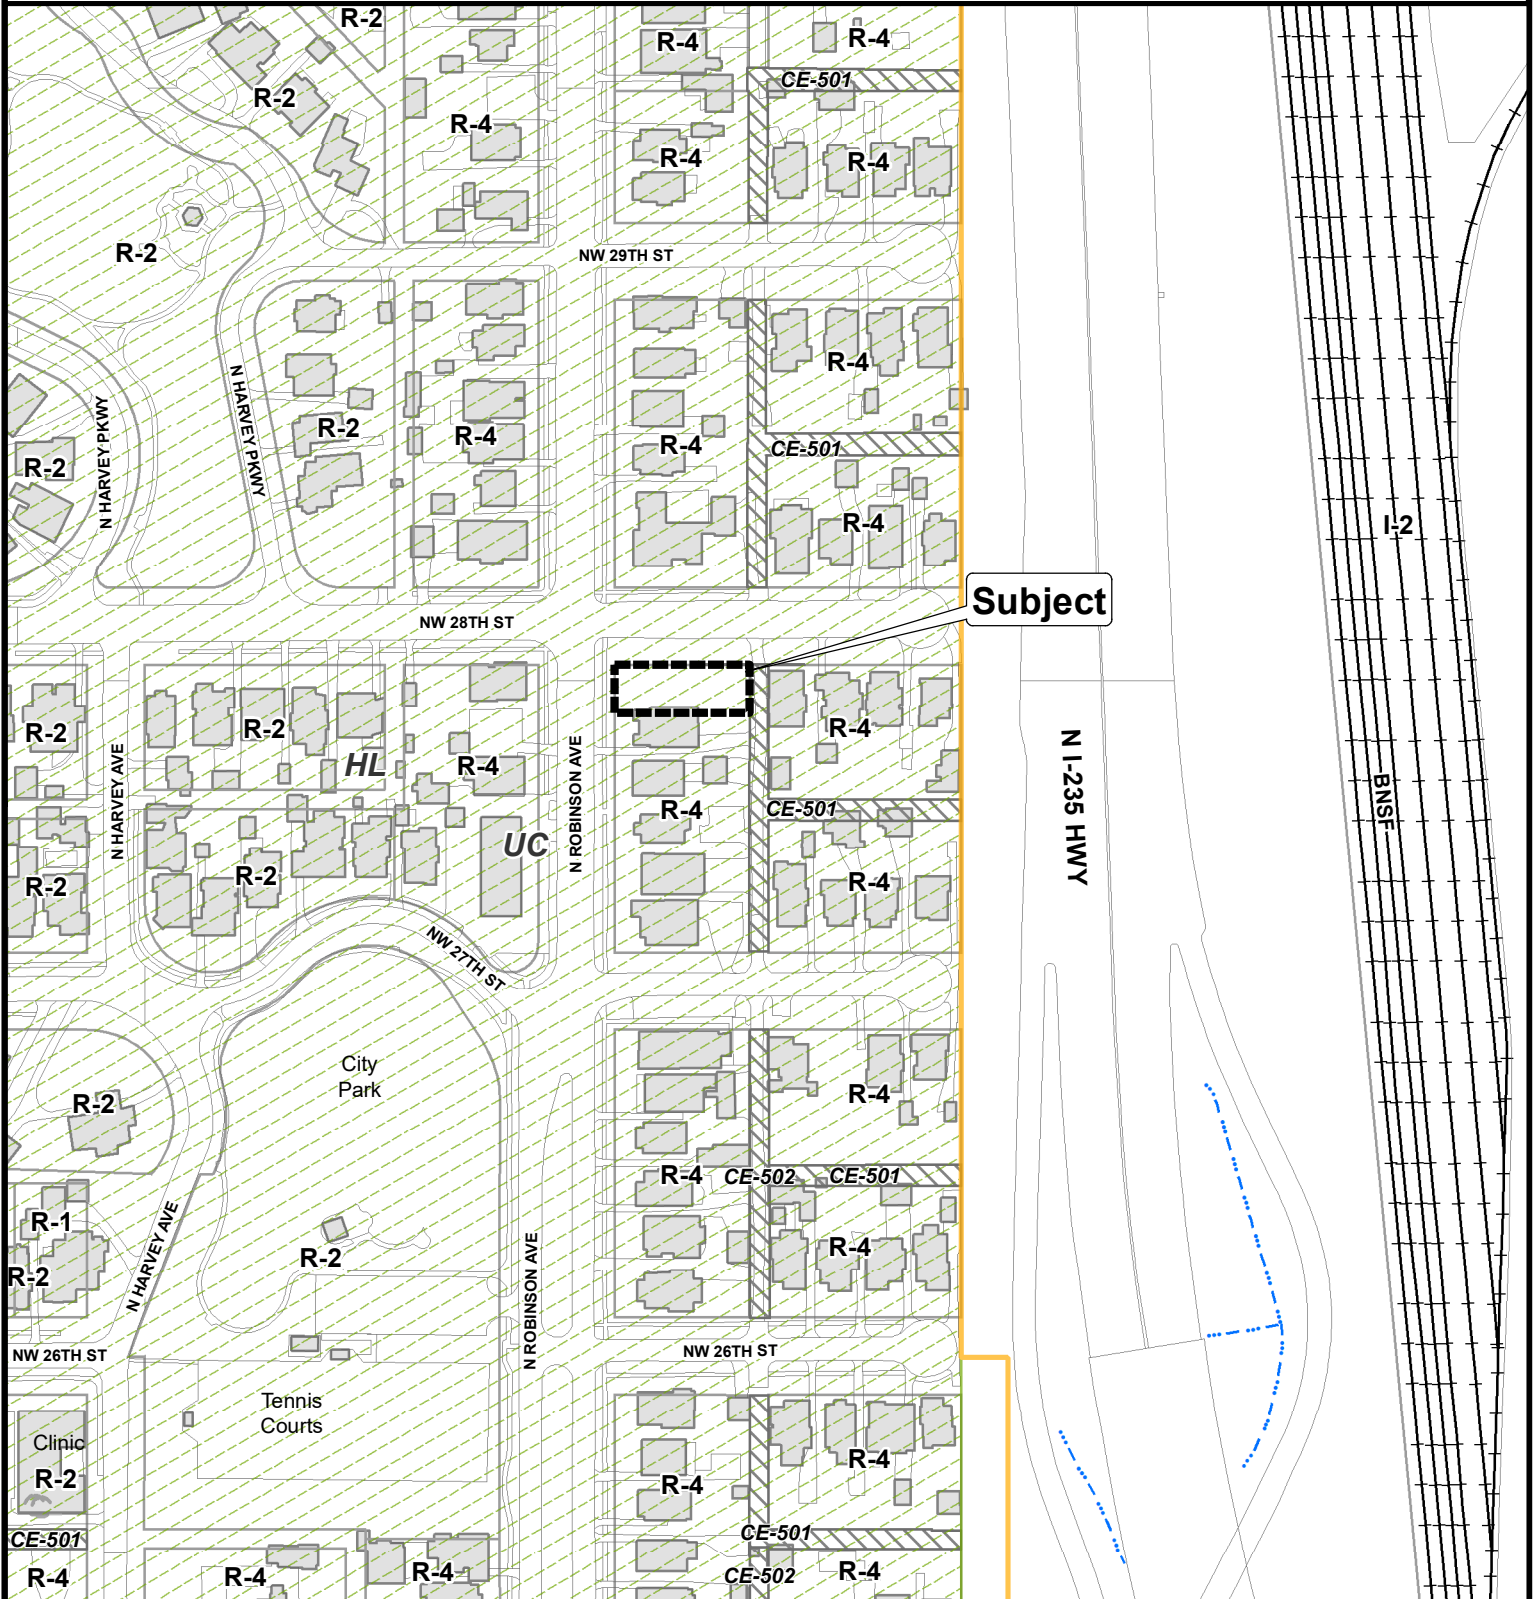 R-2
R-4
R-4
CE-501
R-2
R-4
R-4
R-4
R-2
NW 29TH ST
R-4
N HARVEY PKWY
N HARVEY PKWY
R-2
R-4
R-4
CE-501
R-2
R-4
I-2
Subject
NW 28TH ST
R-2
R-2
R-4
HL
R-4
N I-235 HWY
N HARVEY AVE
N ROBINSON AVE
R-4
CE-501
BNSF
UC
R-2
R-2
R-4
NW 27TH ST
City
Park
R-2
R-4
R-4
CE-502
CE-501
R-1
R-2
N HARVEY AVE
R-2
N ROBINSON AVE
R-4
NW 26TH ST
NW 26TH ST
Tennis
Courts
Clinic
R-2
R-4
R-4
CE-501
CE-501
R-4
R-4
R-4
CE-502
R-4